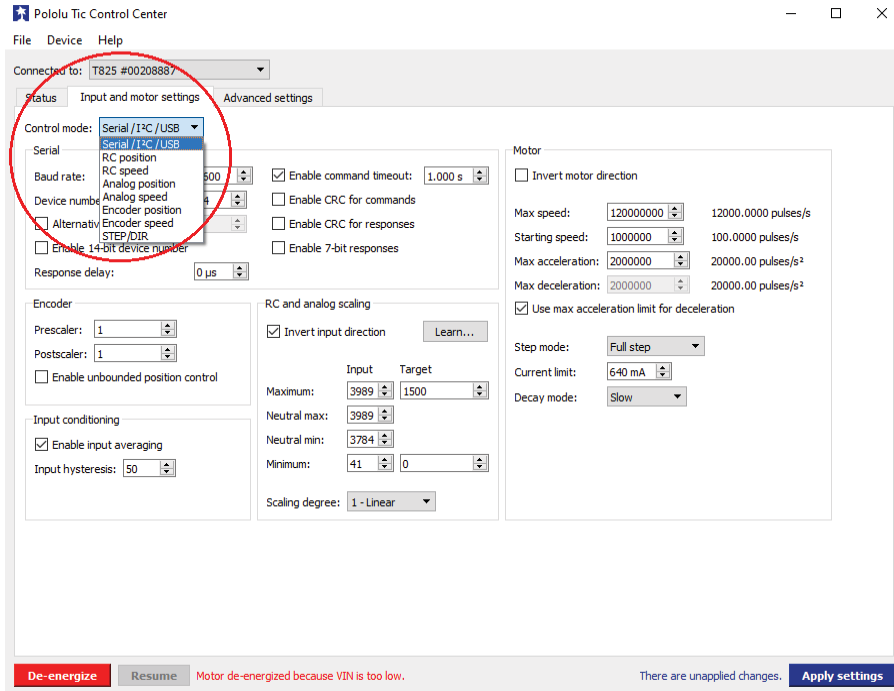 Pololu Tic Control Center
File Device Help
Connected to: T825 #00208887
Status Input and motor settings Advanced settings
Control mode: Serial / I²C / USB
Serial / I²C / USB
RC position
RC speed
Analog position
Analog speed
Encoder position
Encoder speed
STEP/DIR
Serial
Baud rate: 600
Device numbe 4
Alternativ
Enable 14-bit device number
Response delay: 0 µs
Enable command timeout: 1.000 s
Enable CRC for commands
Enable CRC for responses
Enable 7-bit responses
Encoder
Prescaler: 1
Postscaler: 1
Enable unbounded position control
Input conditioning
Enable input averaging
Input hysteresis: 50
RC and analog scaling
Invert input direction Learn...
Input Target
Maximum: 3989 1500
Neutral max: 3989
Neutral min: 3784
Minimum: 41 0
Scaling degree: 1 - Linear
Motor
Invert motor direction
Max speed: 120000000 12000.0000 pulses/s
Starting speed: 1000000 100.0000 pulses/s
Max acceleration: 2000000 20000.00 pulses/s²
Max deceleration: 2000000 20000.00 pulses/s²
Use max acceleration limit for deceleration
Step mode: Full step
Current limit: 640 mA
Decay mode: Slow
De-energize Resume Motor de-energized because VIN is too low. There are unapplied changes. Apply settings